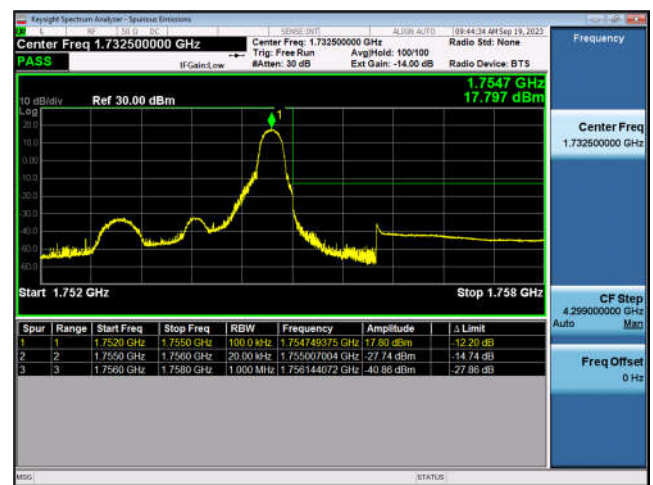 Keysight Spectrum Analyzer - Spurious Emissions
RF 50 Ω DC SENSE:INT ALIGN AUTO 09:44:34 AM Sep 19, 2023
Center Freq 1.732500000 GHz
Center Freq: 1.732500000 GHz
Radio Std: None
Trig: Free Run Avg|Hold: 100/100
PASS
IFGain:Low
#Atten: 30 dB Ext Gain: -14.00 dB
Radio Device: BTS
1.7547 GHz
17.797 dBm
10 dB/div Ref 30.00 dBm
Log
20.0
10.0
0.00
-10.0
-20.0
-30.0
-40.0
-50.0
-60.0
1
Start 1.752 GHz Stop 1.758 GHz
Spur Range Start Freq Stop Freq RBW Frequency Amplitude Δ Limit
1 1 1.7520 GHz 1.7550 GHz 100.0 kHz 1.754749375 GHz 17.80 dBm -12.20 dB
2 2 1.7550 GHz 1.7560 GHz 20.00 kHz 1.755007004 GHz -27.74 dBm -14.74 dB
3 3 1.7560 GHz 1.7580 GHz 1.000 MHz 1.756144072 GHz -40.86 dBm -27.86 dB
Frequency
Center Freq
1.732500000 GHz
CF Step
4.299000000 GHz
Auto Man
Freq Offset
0 Hz
MSG STATUS